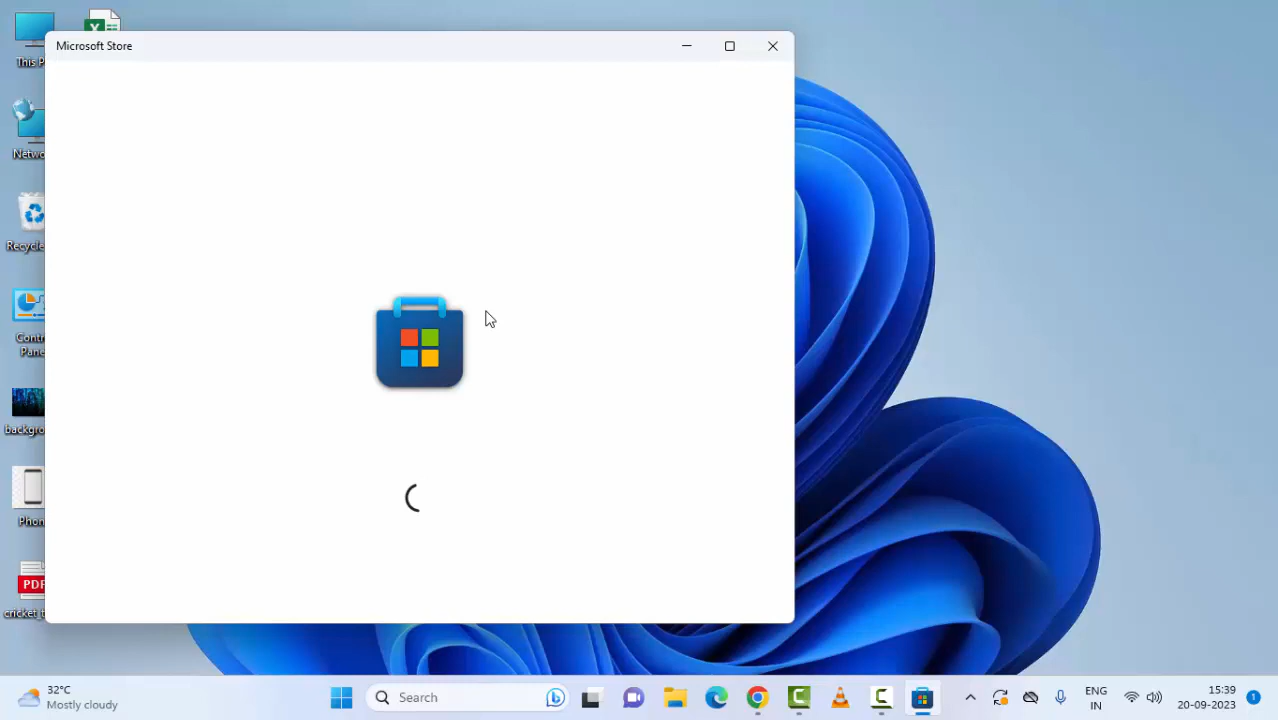 Microsoft Store
This P
Netwo
Recycle
Contr
Pane
backgro
Phon
PDF
cricket_t
32°C
Mostly cloudy
Search
ENG
IN
15:39
20-09-2023
1